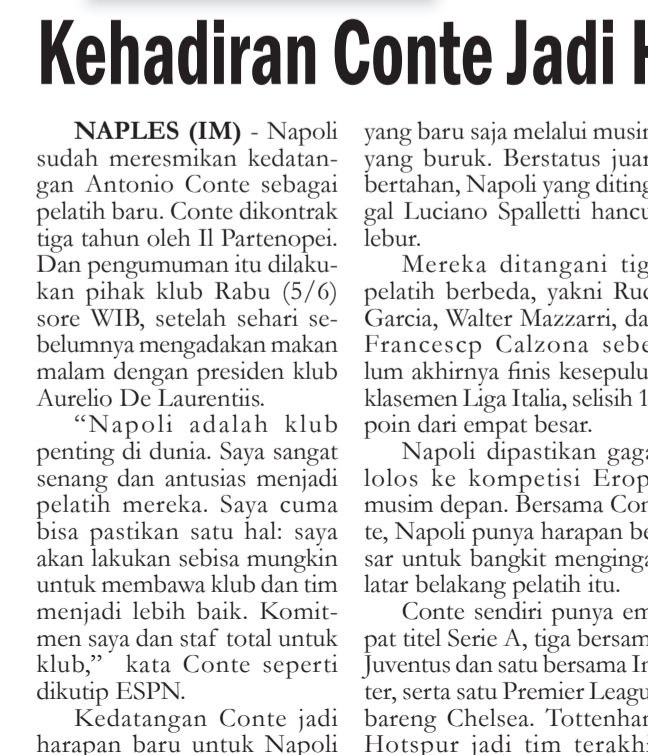 Kehadiran Conte Jadi H
NAPLES (IM) - Napoli
sudah meresmikan kedatan-
gan Antonio Conte sebagai
pelatih baru. Conte dikontrak
tiga tahun oleh Il Partenopei.
Dan pengumuman itu dilaku-
kan pihak klub Rabu (5/6)
sore WIB, setelah sehari se-
belumnya mengadakan makan
malam dengan presiden klub
Aurelio De Laurentiis.
“Napoli adalah klub
penting di dunia. Saya sangat
senang dan antusias menjadi
pelatih mereka. Saya cuma
bisa pastikan satu hal: saya
akan lakukan sebisa mungkin
untuk membawa klub dan tim
menjadi lebih baik. Komit-
men saya dan staf total untuk
klub,” kata Conte seperti
dikutip ESPN.
Kedatangan Conte jadi
harapan baru untuk Napoli
yang baru saja melalui musim
yang buruk. Berstatus juar
bertahan, Napoli yang diting
gal Luciano Spalletti hancu
lebur.
Mereka ditangani tig
pelatih berbeda, yakni Rud
Garcia, Walter Mazzarri, da
Francescp Calzona sebe
lum akhirnya finis kesepulu
klasemen Liga Italia, selisih 1
poin dari empat besar.
Napoli dipastikan gaga
lolos ke kompetisi Erop
musim depan. Bersama Con
te, Napoli punya harapan be
sar untuk bangkit menginga
latar belakang pelatih itu.
Conte sendiri punya em
pat titel Serie A, tiga bersam
Juventus dan satu bersama In
ter, serta satu Premier Leagu
bareng Chelsea. Tottenhar
Hotspur jadi tim terakhi